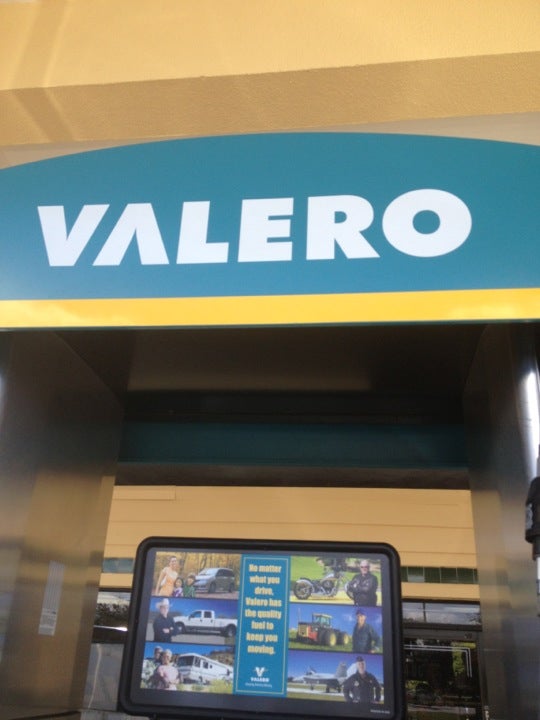 VALERO
No matter
what you
drive,
Valero has
the quality
fuel to
keep you
moving.
VALERO